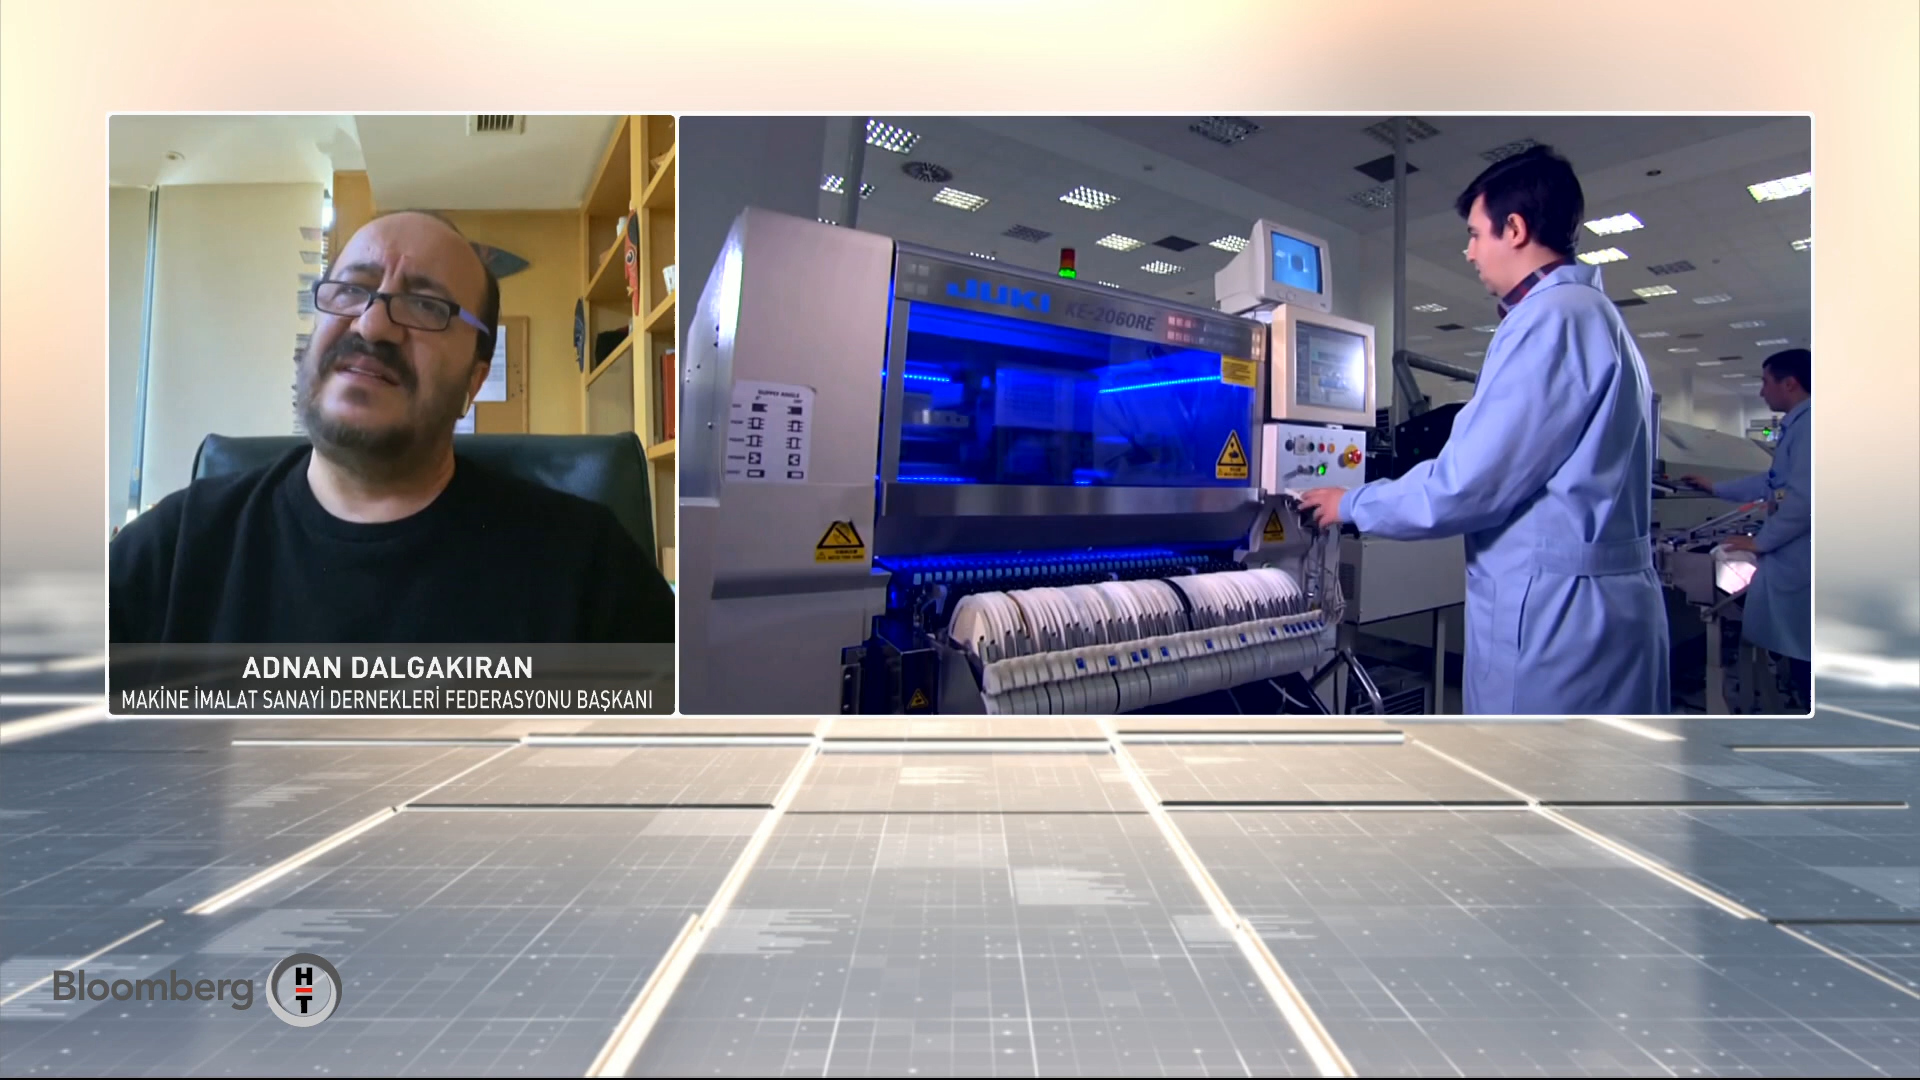 JUKI KE-2060RE
ADNAN DALGAKIRAN
MAKİNE İMALAT SANAYİ DERNEKLERİ FEDERASYONU BAŞKANI
Bloomberg HT